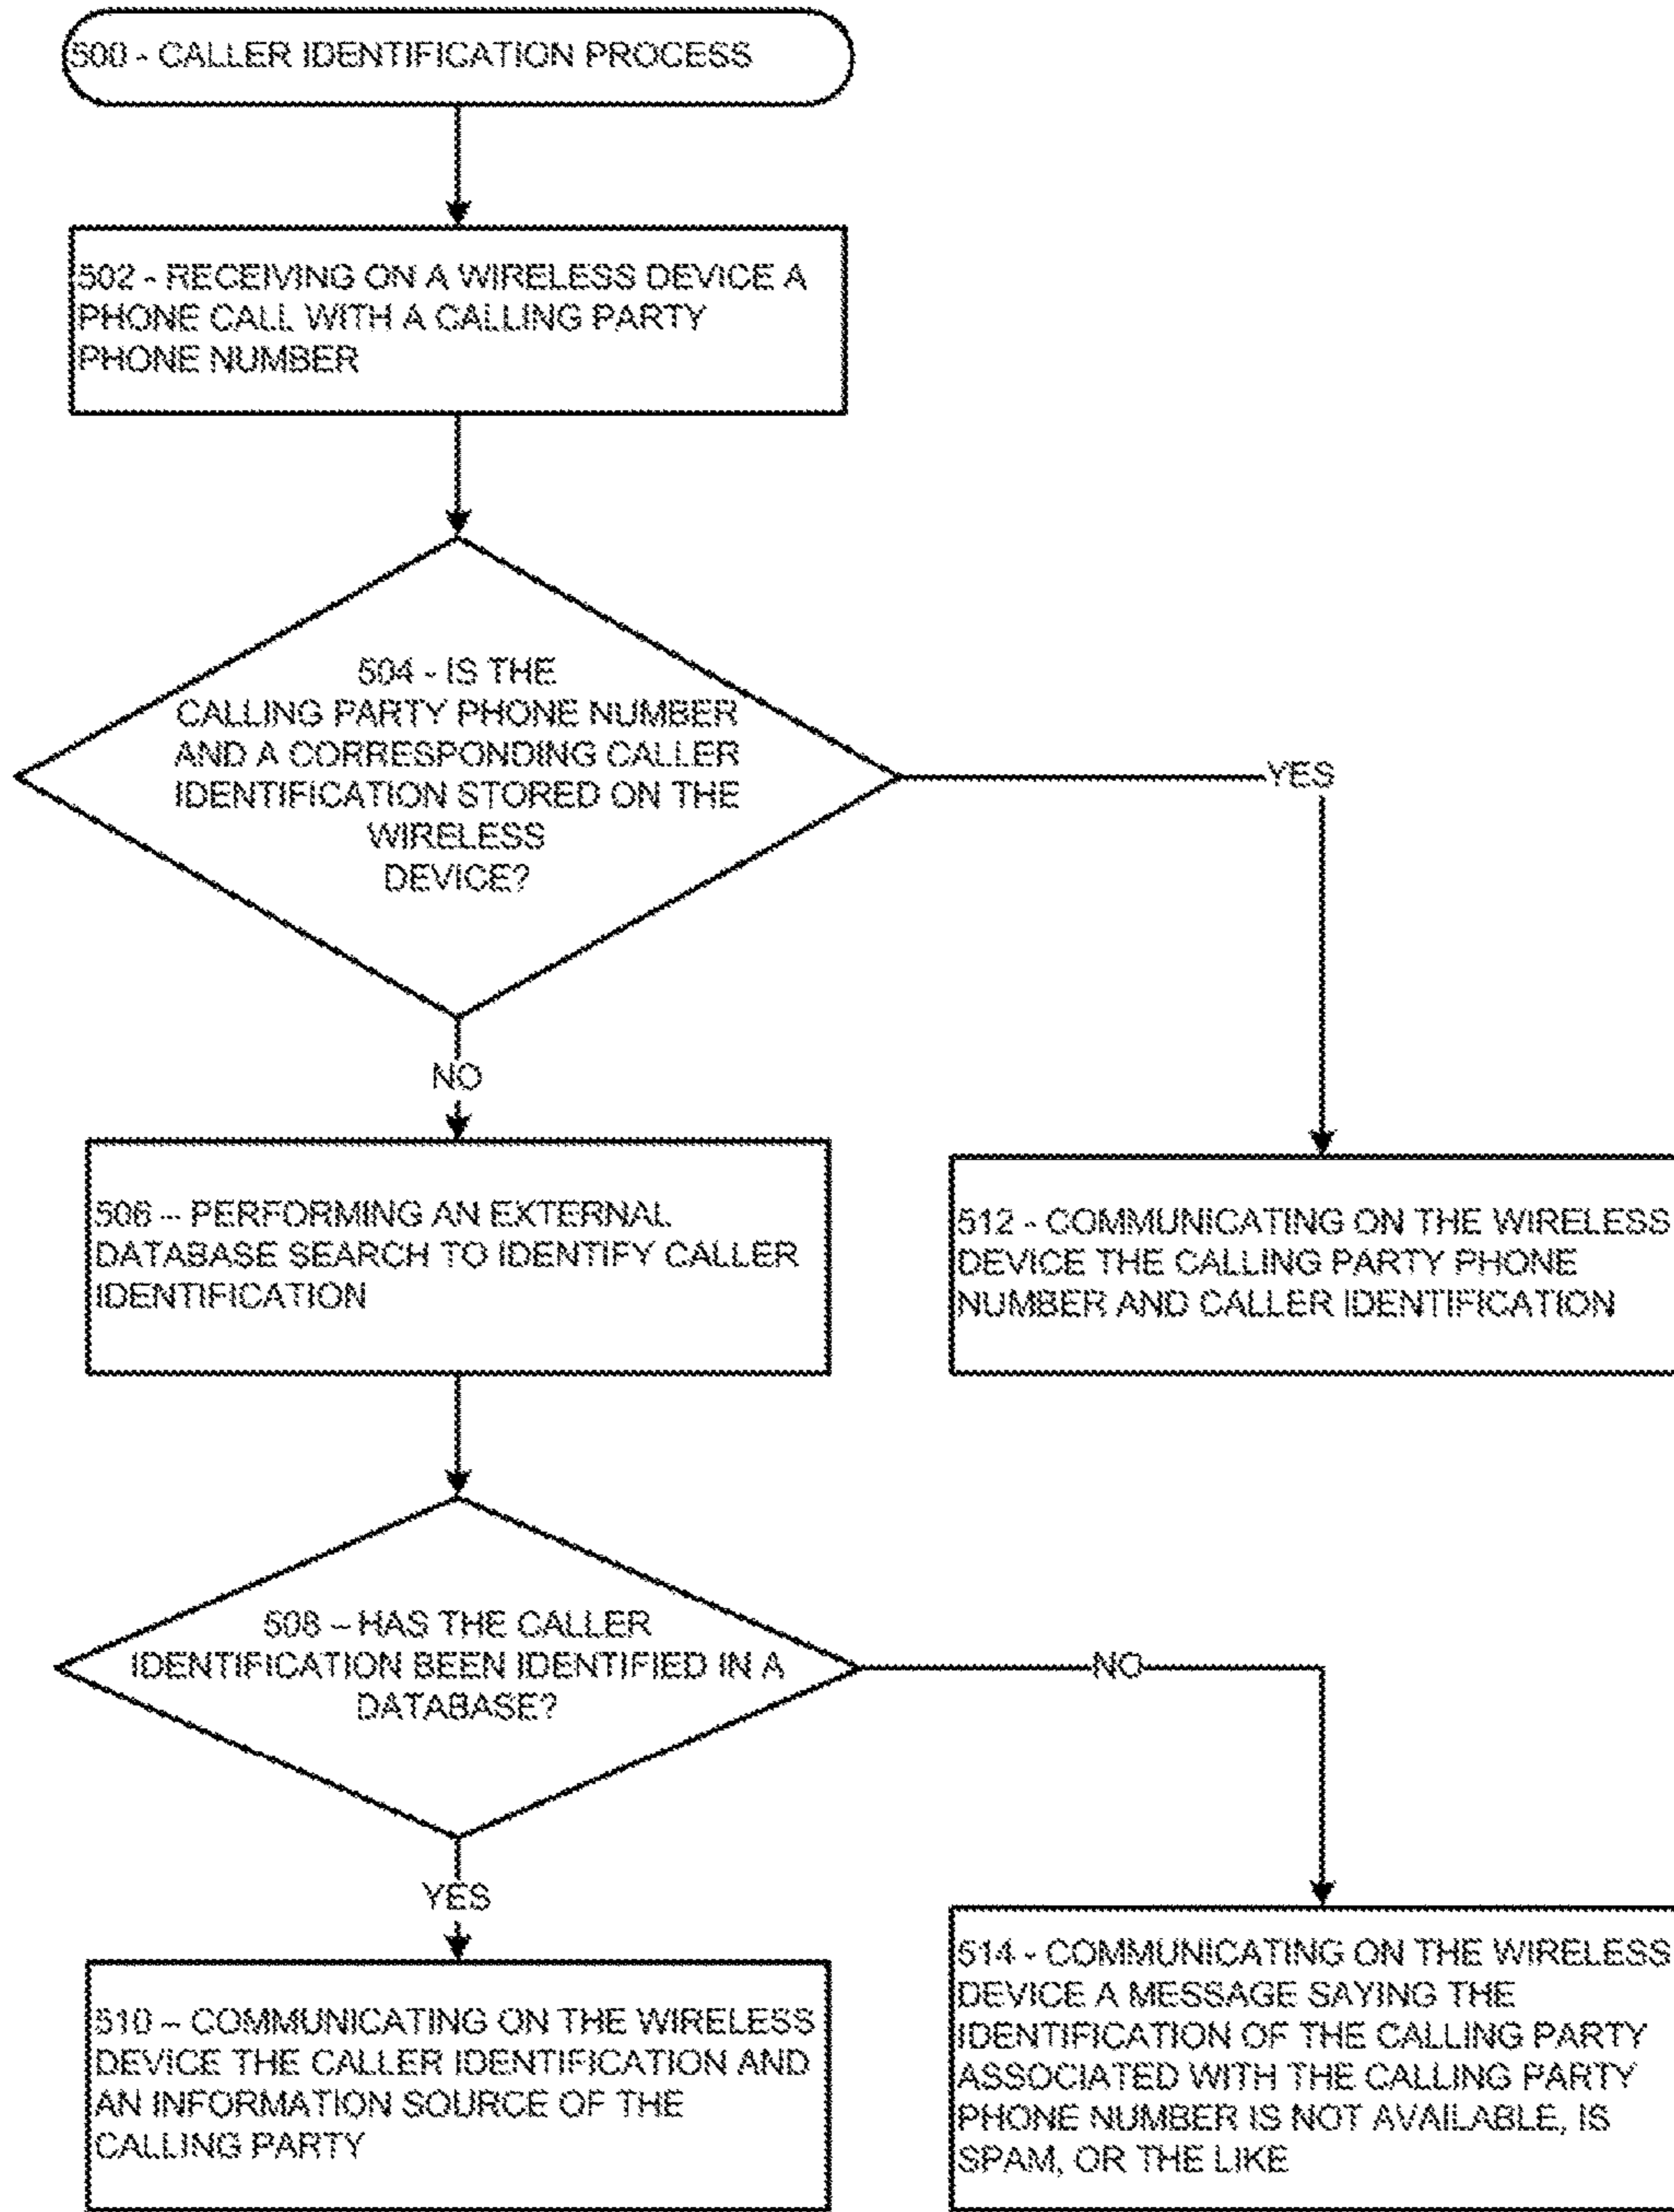 500 - CALLER IDENTIFICATION PROCESS
502 - RECEIVING ON A WIRELESS DEVICE A
PHONE CALL WITH A CALLING PARTY
PHONE NUMBER
504 - IS THE
CALLING PARTY PHONE NUMBER
AND A CORRESPONDING CALLER
IDENTIFICATION STORED ON THE
WIRELESS
DEVICE?
YES
NO
506 -- PERFORMING AN EXTERNAL
DATABASE SEARCH TO IDENTIFY CALLER
IDENTIFICATION
512 - COMMUNICATING ON THE WIRELESS
DEVICE THE CALLING PARTY PHONE
NUMBER AND CALLER IDENTIFICATION
508 – HAS THE CALLER
IDENTIFICATION BEEN IDENTIFIED IN A
DATABASE?
NO
YES
510 – COMMUNICATING ON THE WIRELESS
DEVICE THE CALLER IDENTIFICATION AND
AN INFORMATION SOURCE OF THE
CALLING PARTY
514 - COMMUNICATING ON THE WIRELESS
DEVICE A MESSAGE SAYING THE
IDENTIFICATION OF THE CALLING PARTY
ASSOCIATED WITH THE CALLING PARTY
PHONE NUMBER IS NOT AVAILABLE, IS
SPAM, OR THE LIKE